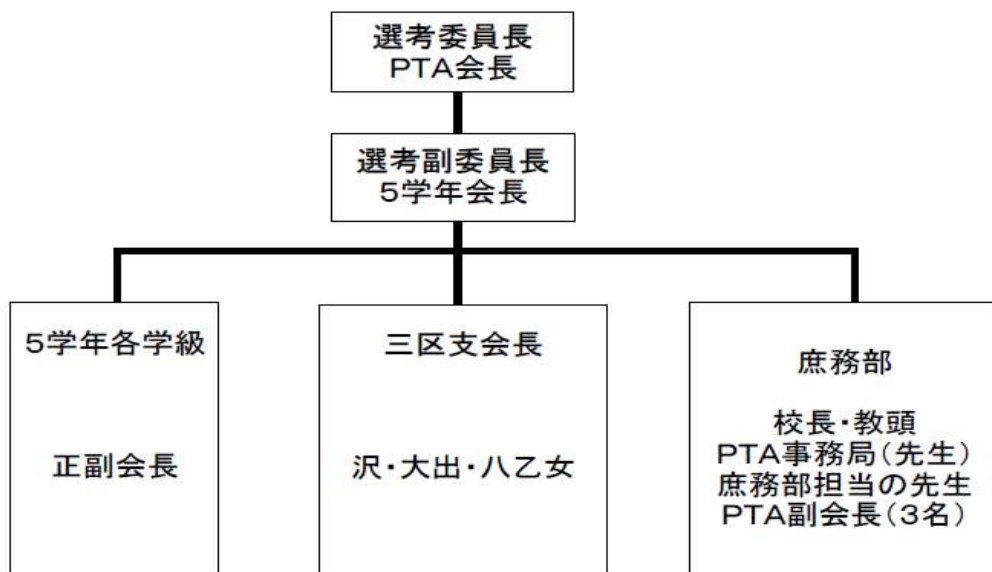 選考委員長
PTA会長
選考副委員長
5学年会長
5学年各学級
正副会長
三区支会長
沢・大出・八乙女
庶務部
校長・教頭
PTA事務局(先生)
庶務部担当の先生
PTA副会長(3名)